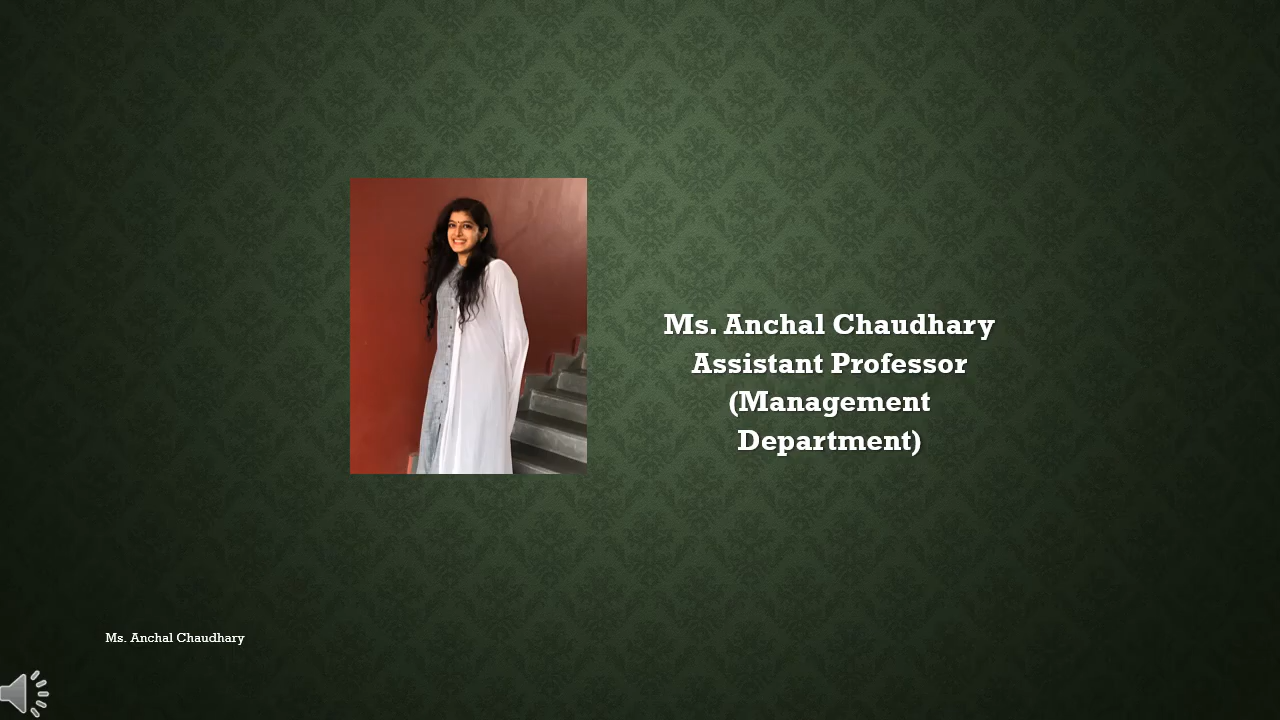 Ms. Anchal Chaudhary
Assistant Professor
(Management
Department)
Ms. Anchal Chaudhary